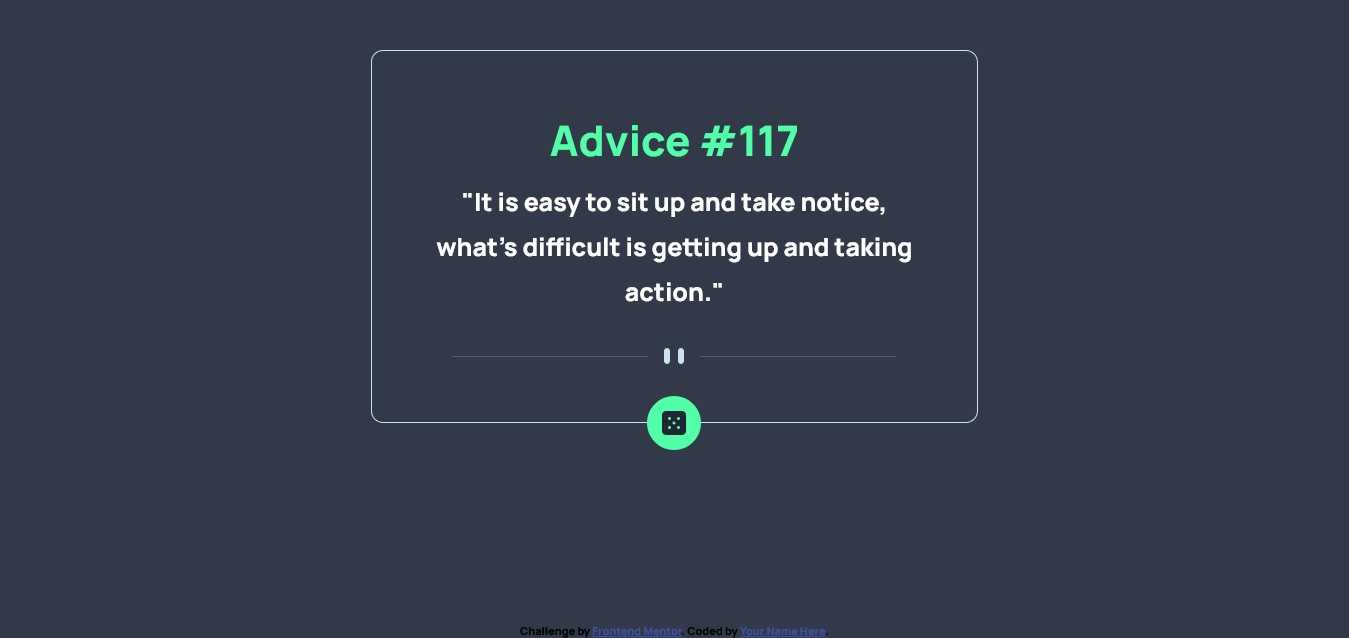 Advice #117
"It is easy to sit up and take notice,
what's difficult is getting up and taking
action."
Challenge by Frontend Mentor. Coded by Your Name Here.